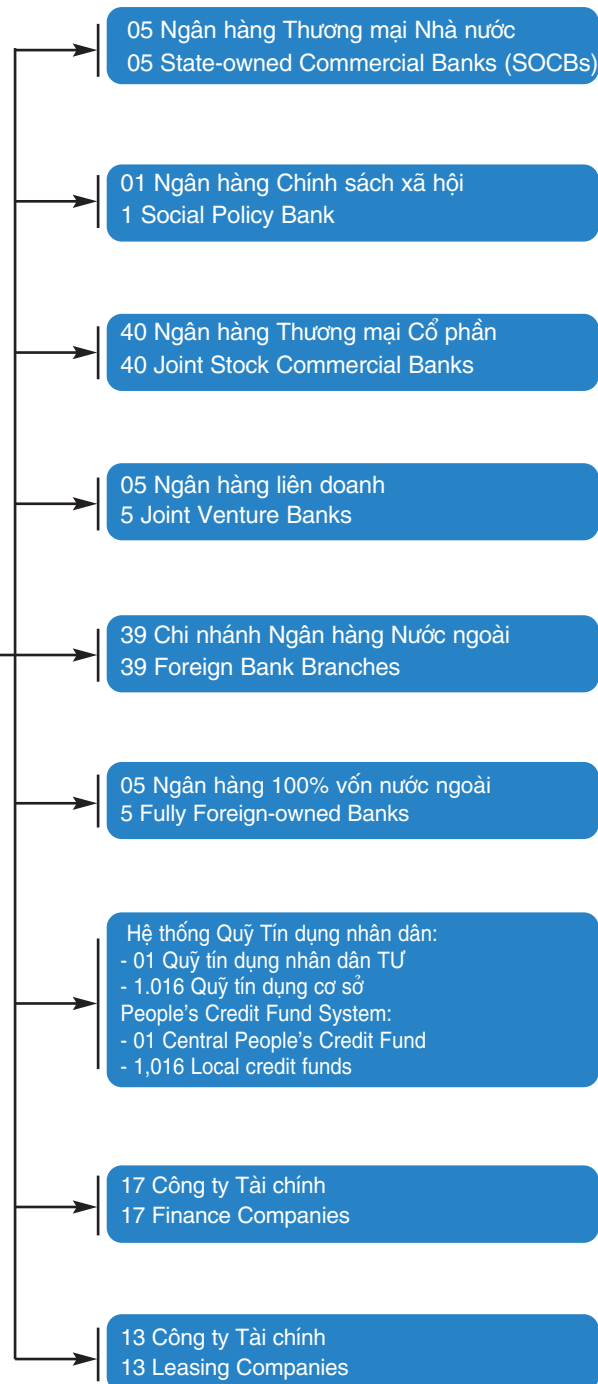 05 Ngân hàng Thương mại Nhà nước
05 State-owned Commercial Banks (SOCBs)
01 Ngân hàng Chính sách xã hội
1 Social Policy Bank
40 Ngân hàng Thương mại Cổ phần
40 Joint Stock Commercial Banks
05 Ngân hàng liên doanh
5 Joint Venture Banks
39 Chi nhánh Ngân hàng Nước ngoài
39 Foreign Bank Branches
05 Ngân hàng 100% vốn nước ngoài
5 Fully Foreign-owned Banks
Hệ thống Quỹ Tín dụng nhân dân:
- 01 Quỹ tín dụng nhân dân TƯ
- 1.016 Quỹ tín dụng cơ sở
People's Credit Fund System:
- 01 Central People's Credit Fund
- 1,016 Local credit funds
17 Công ty Tài chính
17 Finance Companies
13 Công ty Tài chính
13 Leasing Companies